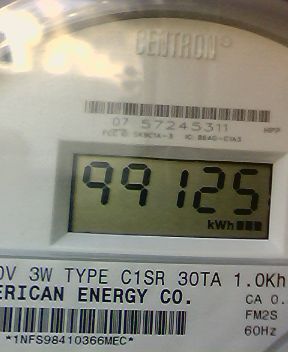 CENTRON®
07 57245311
99125
kWh
0V 3W TYPE C1SR 30TA 1.0Kh
ERICAN ENERGY CO. CA 0.
FM2S
60Hz
*1NFS98410366MEC*